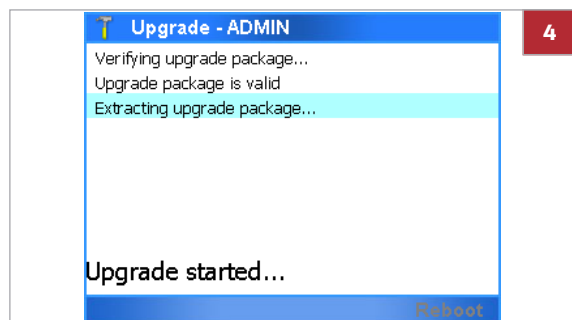 Upgrade - ADMIN
4
Verifying upgrade package...
Upgrade package is valid
Extracting upgrade package...
Upgrade started...
Reboot